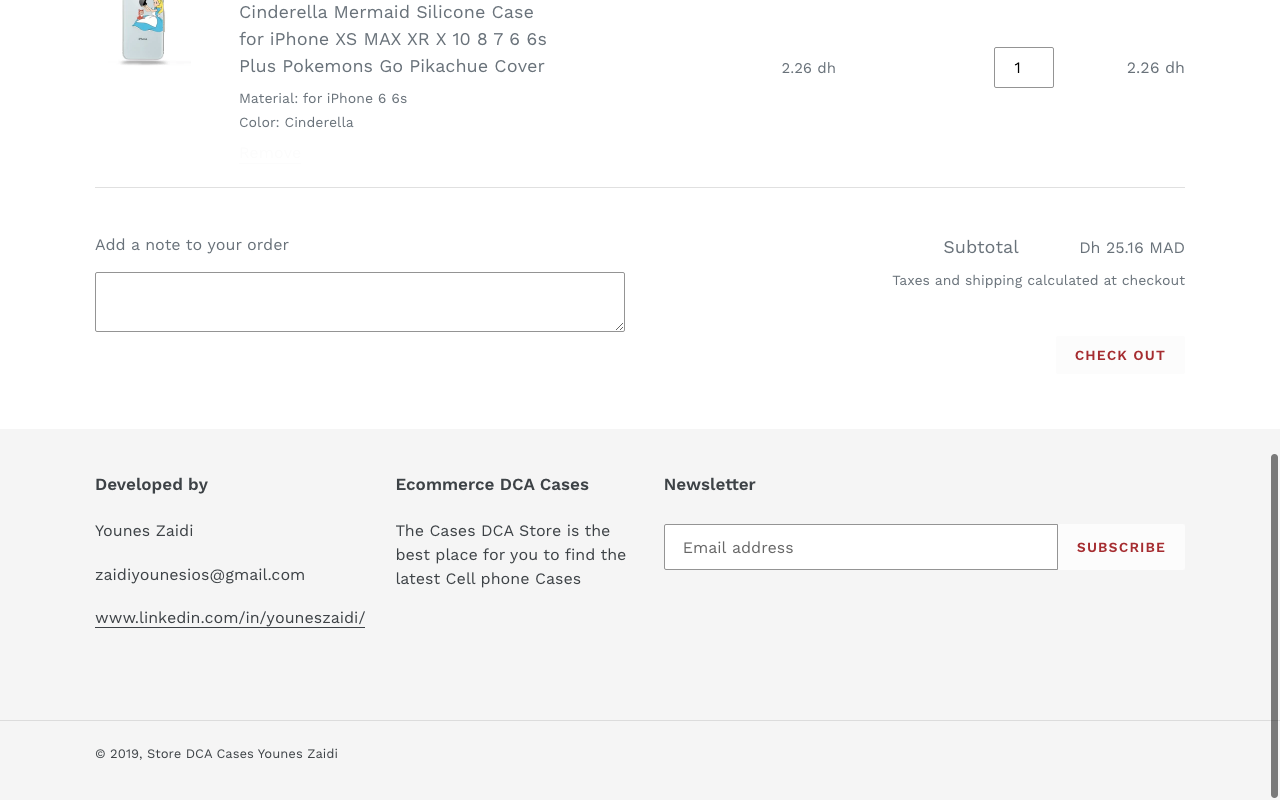 Cinderella Mermaid Silicone Case
for iPhone XS MAX XR X 10 8 7 6 6s
Plus Pokemons Go Pikachue Cover
2.26 dh
1
2.26 dh
Material: for iPhone 6 6s
Color: Cinderella
Add a note to your order
Subtotal
Dh 25.16 MAD
Taxes and shipping calculated at checkout
CHECK OUT
Developed by
Younes Zaidi
zaidiyounesios@gmail.com
www.linkedin.com/in/youneszaidi/
Ecommerce DCA Cases
The Cases DCA Store is the
best place for you to find the
latest Cell phone Cases
Newsletter
Email address
SUBSCRIBE
© 2019, Store DCA Cases Younes Zaidi